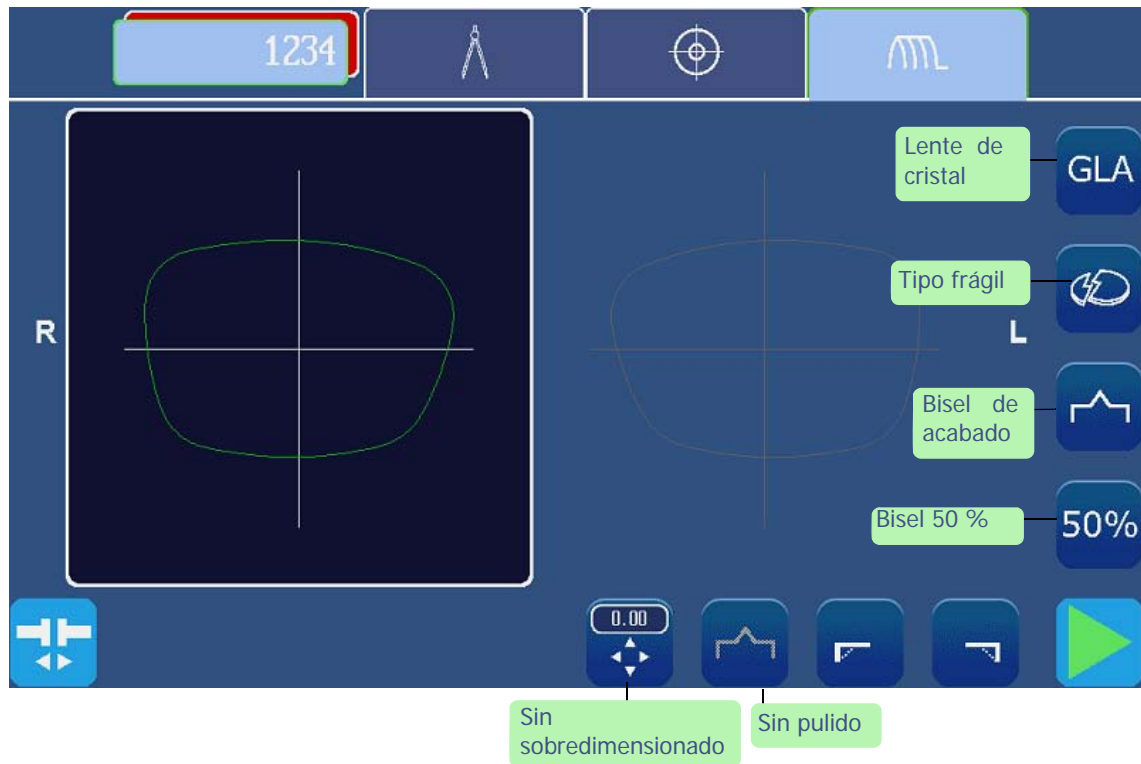 1234
Lente de
cristal
GLA
Tipo frágil
R
L
Bisel de
acabado
Bisel 50 %
50%
0.00
Sin
sobredimensionado
Sin pulido